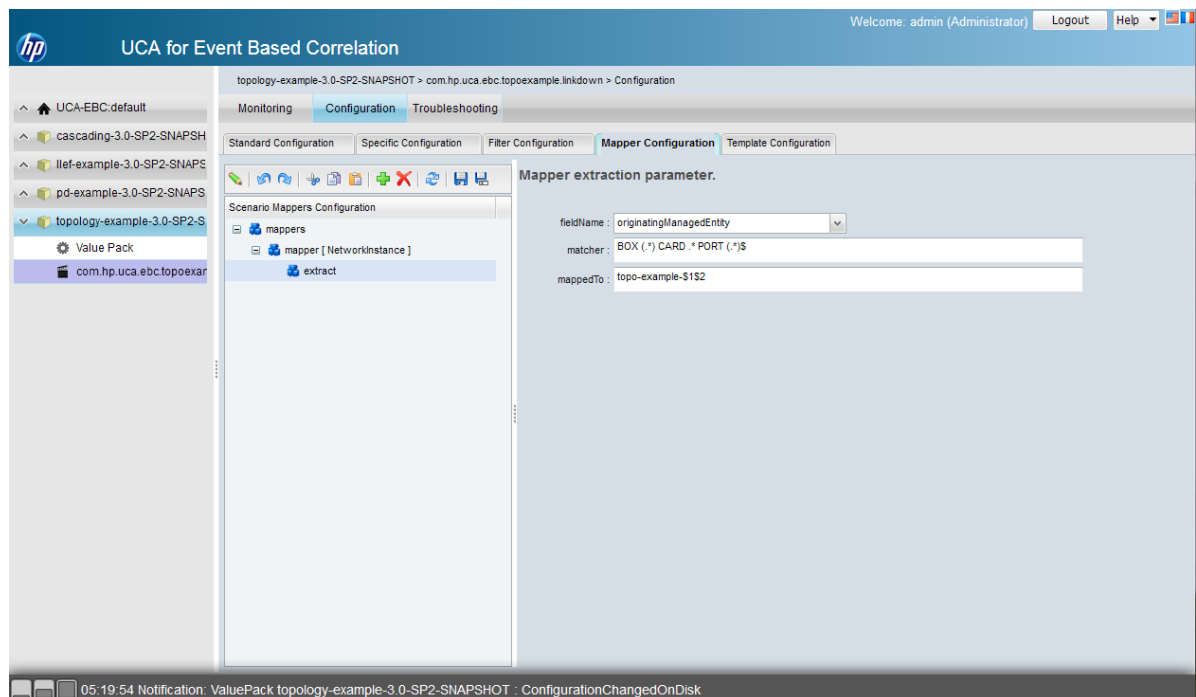 Welcome: admin (Administrator) Logout Help
hp UCA for Event Based Correlation
topology-example-3.0-SP2-SNAPSHOT > com.hp.uca.ebc.topoexample.linkdown > Configuration
UCA-EBC:default
cascading-3.0-SP2-SNAPSH
llef-example-3.0-SP2-SNAPS
pd-example-3.0-SP2-SNAPS
topology-example-3.0-SP2-S
Value Pack
com.hp.uca.ebc.topoexar
Monitoring Configuration Troubleshooting
Standard Configuration Specific Configuration Filter Configuration Mapper Configuration Template Configuration
Scenario Mappers Configuration
mappers
mapper [ NetworkInstance ]
extract
Mapper extraction parameter.
fieldName : originatingManagedEntity
matcher : BOX (.*) CARD .* PORT (.*)$
mappedTo : topo-example-$1$2
05:19:54 Notification: ValuePack topology-example-3.0-SP2-SNAPSHOT : ConfigurationChangedOnDisk